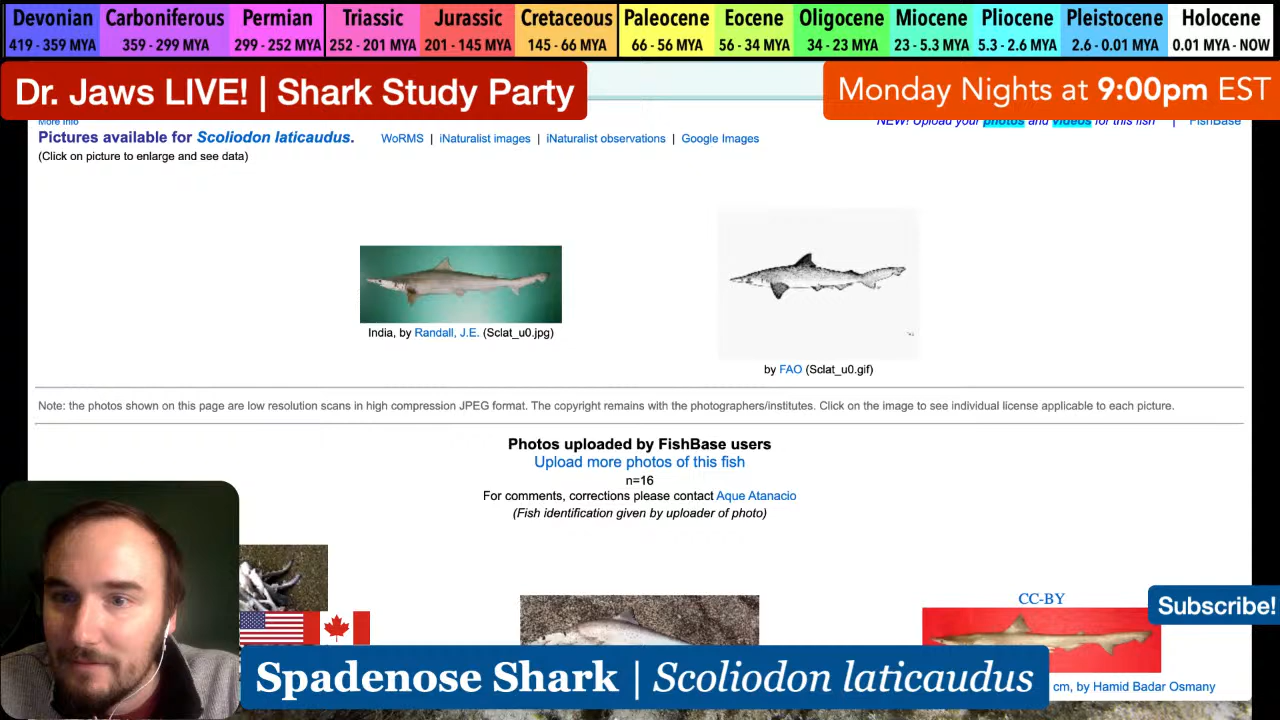 Devonian Carboniferous Permian Triassic Jurassic Cretaceous Paleocene Eocene Oligocene Miocene Pliocene Pleistocene Holocene
419 - 359 MYA 359 - 299 MYA 299 - 252 MYA 252 - 201 MYA 201 - 145 MYA 145 - 66 MYA 66 - 56 MYA 56 - 34 MYA 34 - 23 MYA 23 - 5.3 MYA 5.3 - 2.6 MYA 2.6 - 0.01 MYA 0.01 MYA - NOW
Dr. Jaws LIVE! | Shark Study Party
Monday Nights at 9:00pm EST
More info
NEW! Upload your photos and videos for this fish | FishBase
Pictures available for Scoliodon laticaudus. WoRMS | iNaturalist images | iNaturalist observations | Google Images
(Click on picture to enlarge and see data)
India, by Randall, J.E. (Sclat_u0.jpg)
by FAO (Sclat_u0.gif)
Note: the photos shown on this page are low resolution scans in high compression JPEG format. The copyright remains with the photographers/institutes. Click on the image to see individual license applicable to each picture.
Photos uploaded by FishBase users
Upload more photos of this fish
n=16
For comments, corrections please contact Aque Atanacio
(Fish identification given by uploader of photo)
CC-BY
Subscribe!
Spadenose Shark | Scoliodon laticaudus
cm, by Hamid Badar Osmany